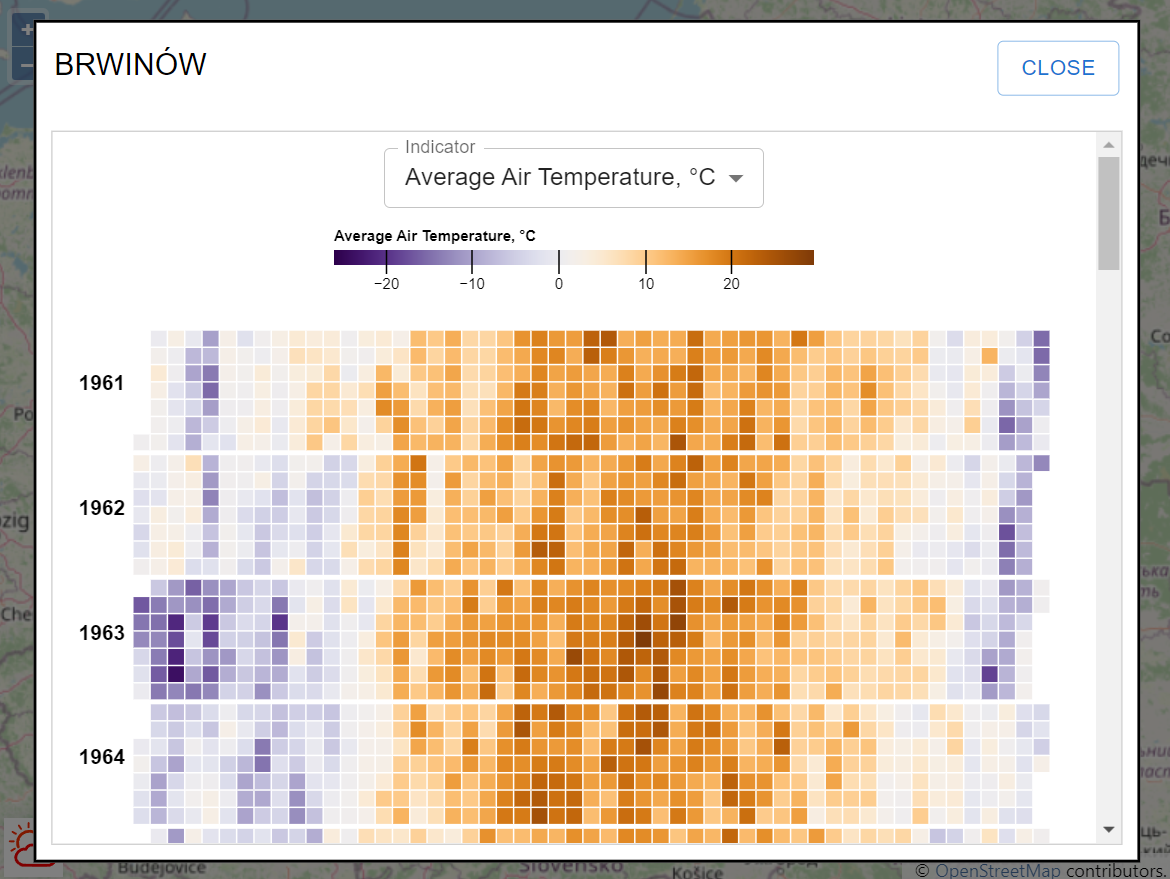 +
BRWINÓW
CLOSE
−
Indicator
Average Air Temperature, °C
Average Air Temperature, °C
−20 −10 0 10 20
1961
1962
1963
1964
Budějovice
Slovensko
Košice
© OpenStreetMap contributors.